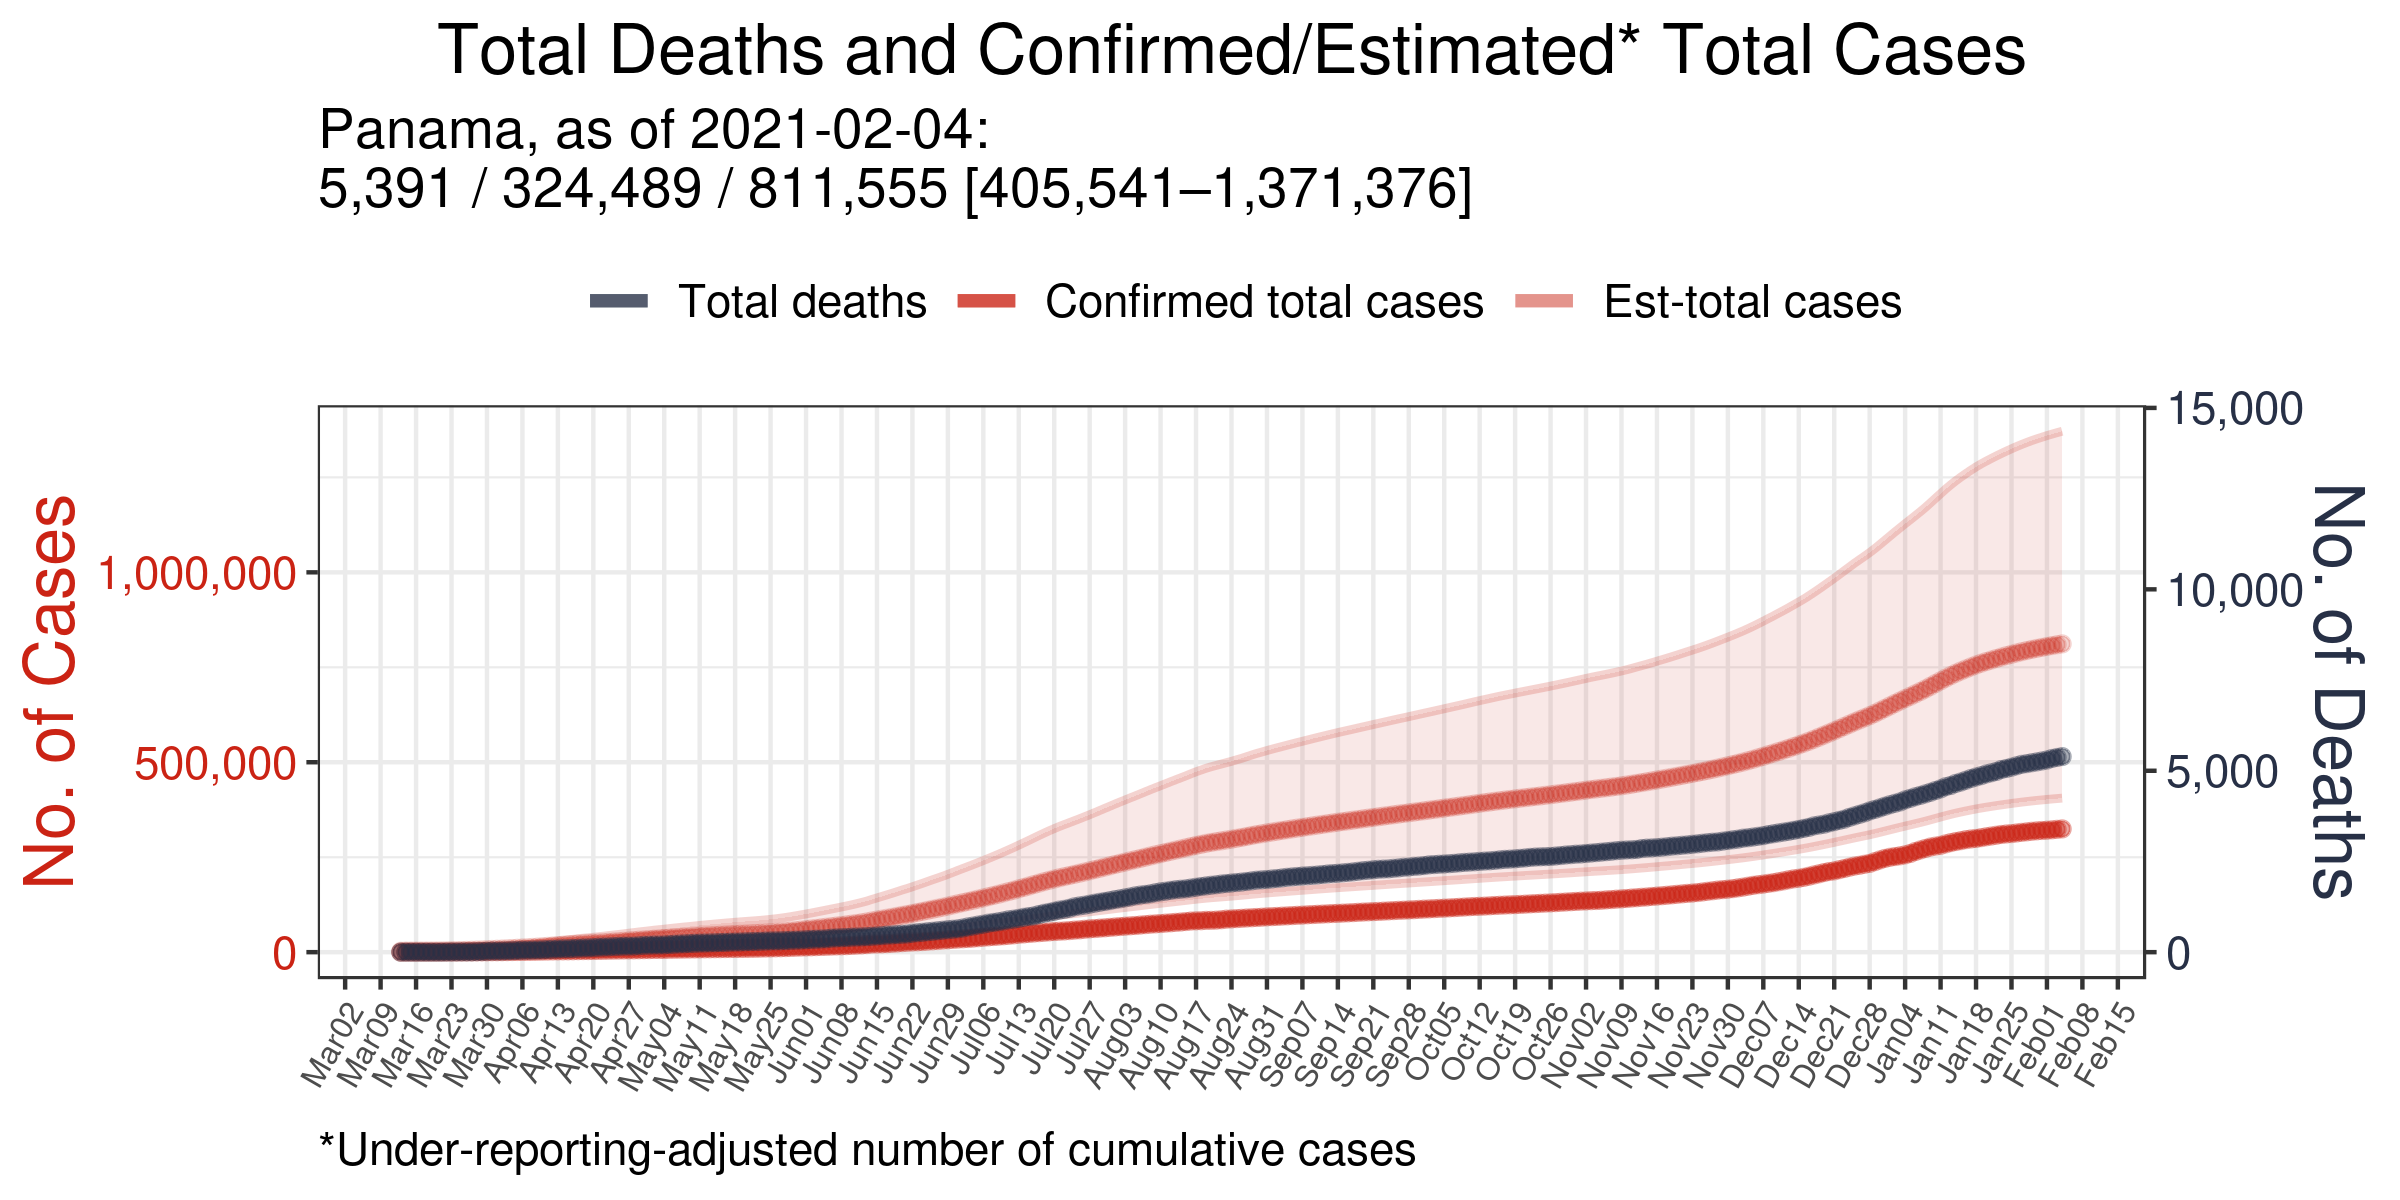 Total Deaths and Confirmed/Estimated* Total Cases
Panama, as of 2021-02-04:
5,391 / 324,489 / 811,555 [405,541–1,371,376]
Total deaths
Confirmed total cases
Est-total cases
No. of Cases
1,000,000
500,000
0
15,000
10,000
5,000
0
No. of Deaths
Mar02
Mar09
Mar16
Mar23
Mar30
Apr06
Apr13
Apr20
Apr27
May04
May11
May18
May25
Jun01
Jun08
Jun15
Jun22
Jun29
Jul06
Jul13
Jul20
Jul27
Aug03
Aug10
Aug17
Aug24
Aug31
Sep07
Sep14
Sep21
Sep28
Oct05
Oct12
Oct19
Oct26
Nov02
Nov09
Nov16
Nov23
Nov30
Dec07
Dec14
Dec21
Dec28
Jan04
Jan11
Jan18
Jan25
Feb01
Feb08
Feb15
*Under-reporting-adjusted number of cumulative cases